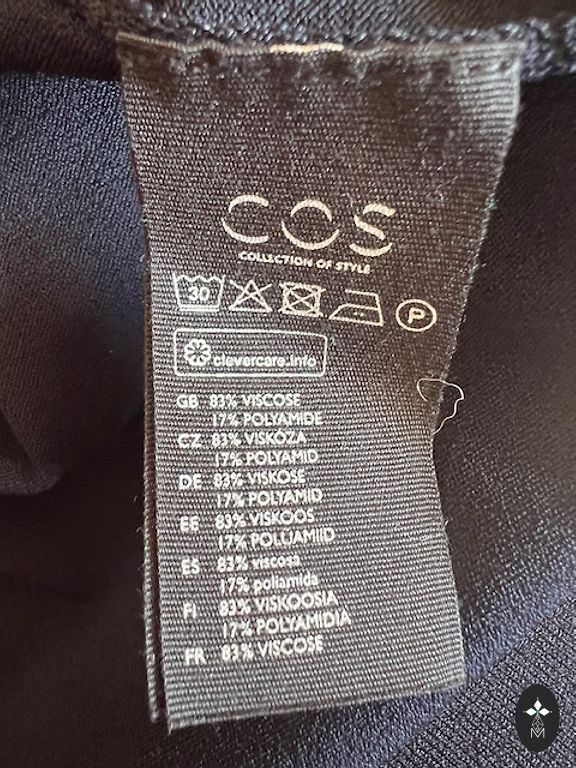 COS
COLLECTION OF STYLE
30 P
clevercare.info
GB 83% VISCOSE
17% POLYAMIDE
CZ 83% VISKÓZA
17% POLYAMID
DE 83% VISKOSE
17% POLYAMID
EE 83% VISKOOS
17% POLUAMIID
ES 83% viscosa
17% poliamida
FI 83% VISKOOSIA
17% POLYAMIDIA
FR 83% VISCOSE
M